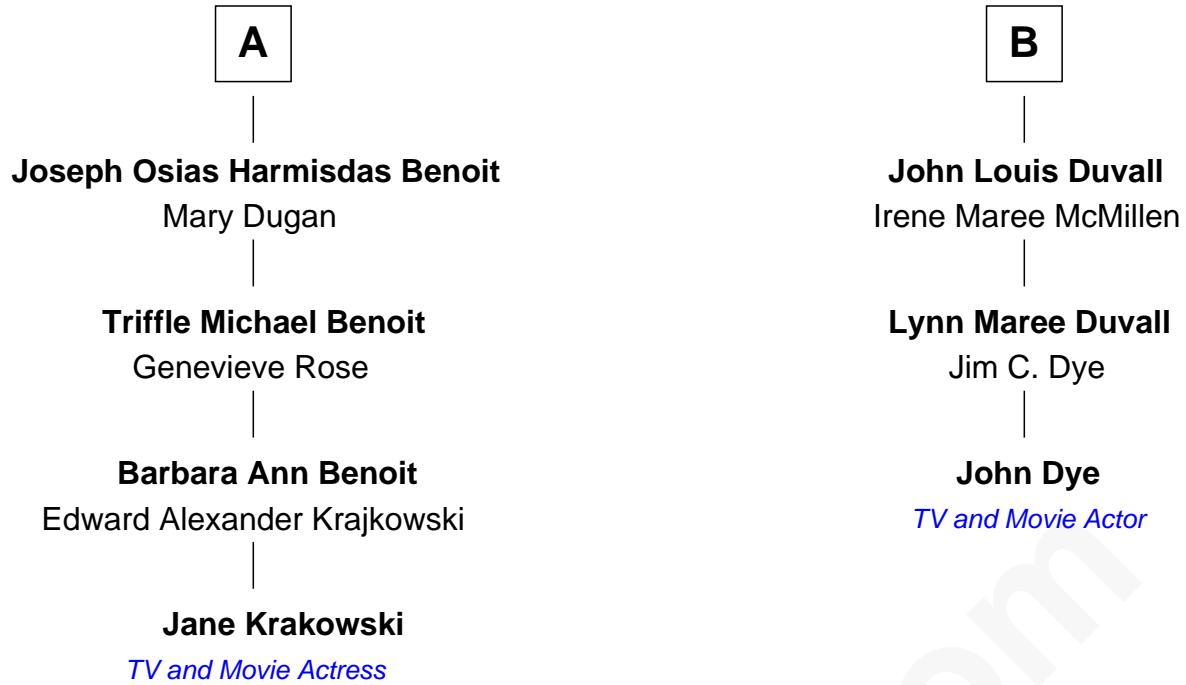 A
Joseph Osias Harmisdas Benoit
Mary Dugan
Triffle Michael Benoit
Genevieve Rose
Barbara Ann Benoit
Edward Alexander Krajkowski
Jane Krakowski
TV and Movie Actress
B
John Louis Duvall
Irene Maree McMillen
Lynn Maree Duvall
Jim C. Dye
John Dye
TV and Movie Actor
om